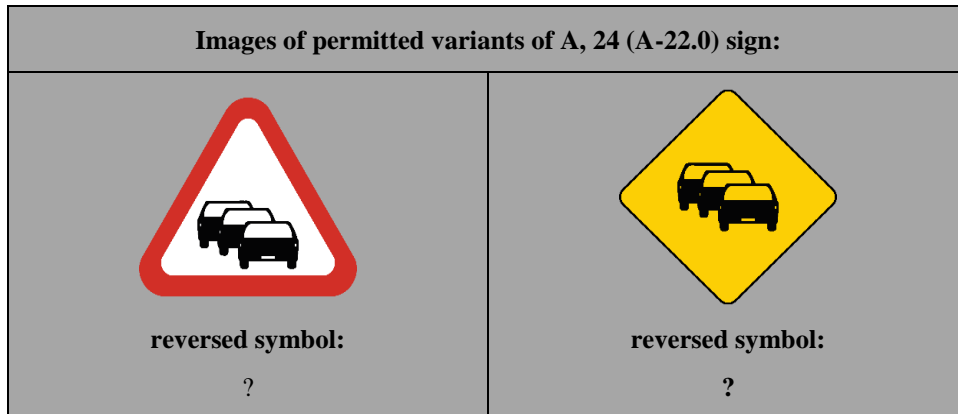 Images of permitted variants of A, 24 (A-22.0) sign:
reversed symbol:
?
reversed symbol:
?